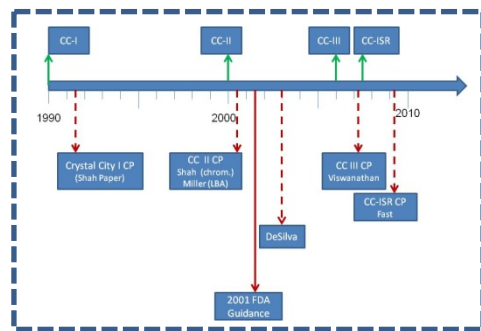 CC-I
CC-II
CC-III
CC-ISR
1990
2000
2010
Crystal City I CP
(Shah Paper)
CC II CP
Shah (chrom.)
Miller (LBA)
CC III CP
Viswanathan
CC-ISR CP
Fast
DeSilva
2001 FDA
Guidance